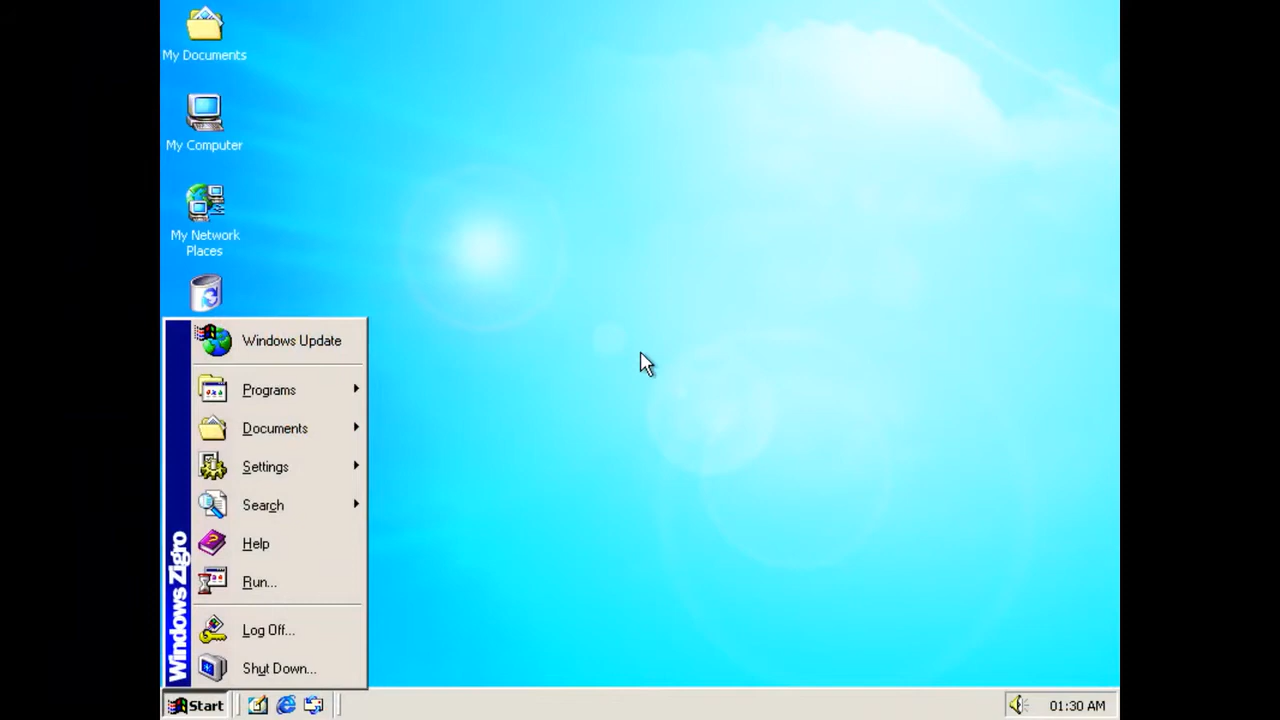 My Documents
My Computer
My Network
Places
Windows Update
Programs
Documents
Settings
Search
Help
Run...
Log Off...
Shut Down...
Windows Zigro
Start
01:30 AM